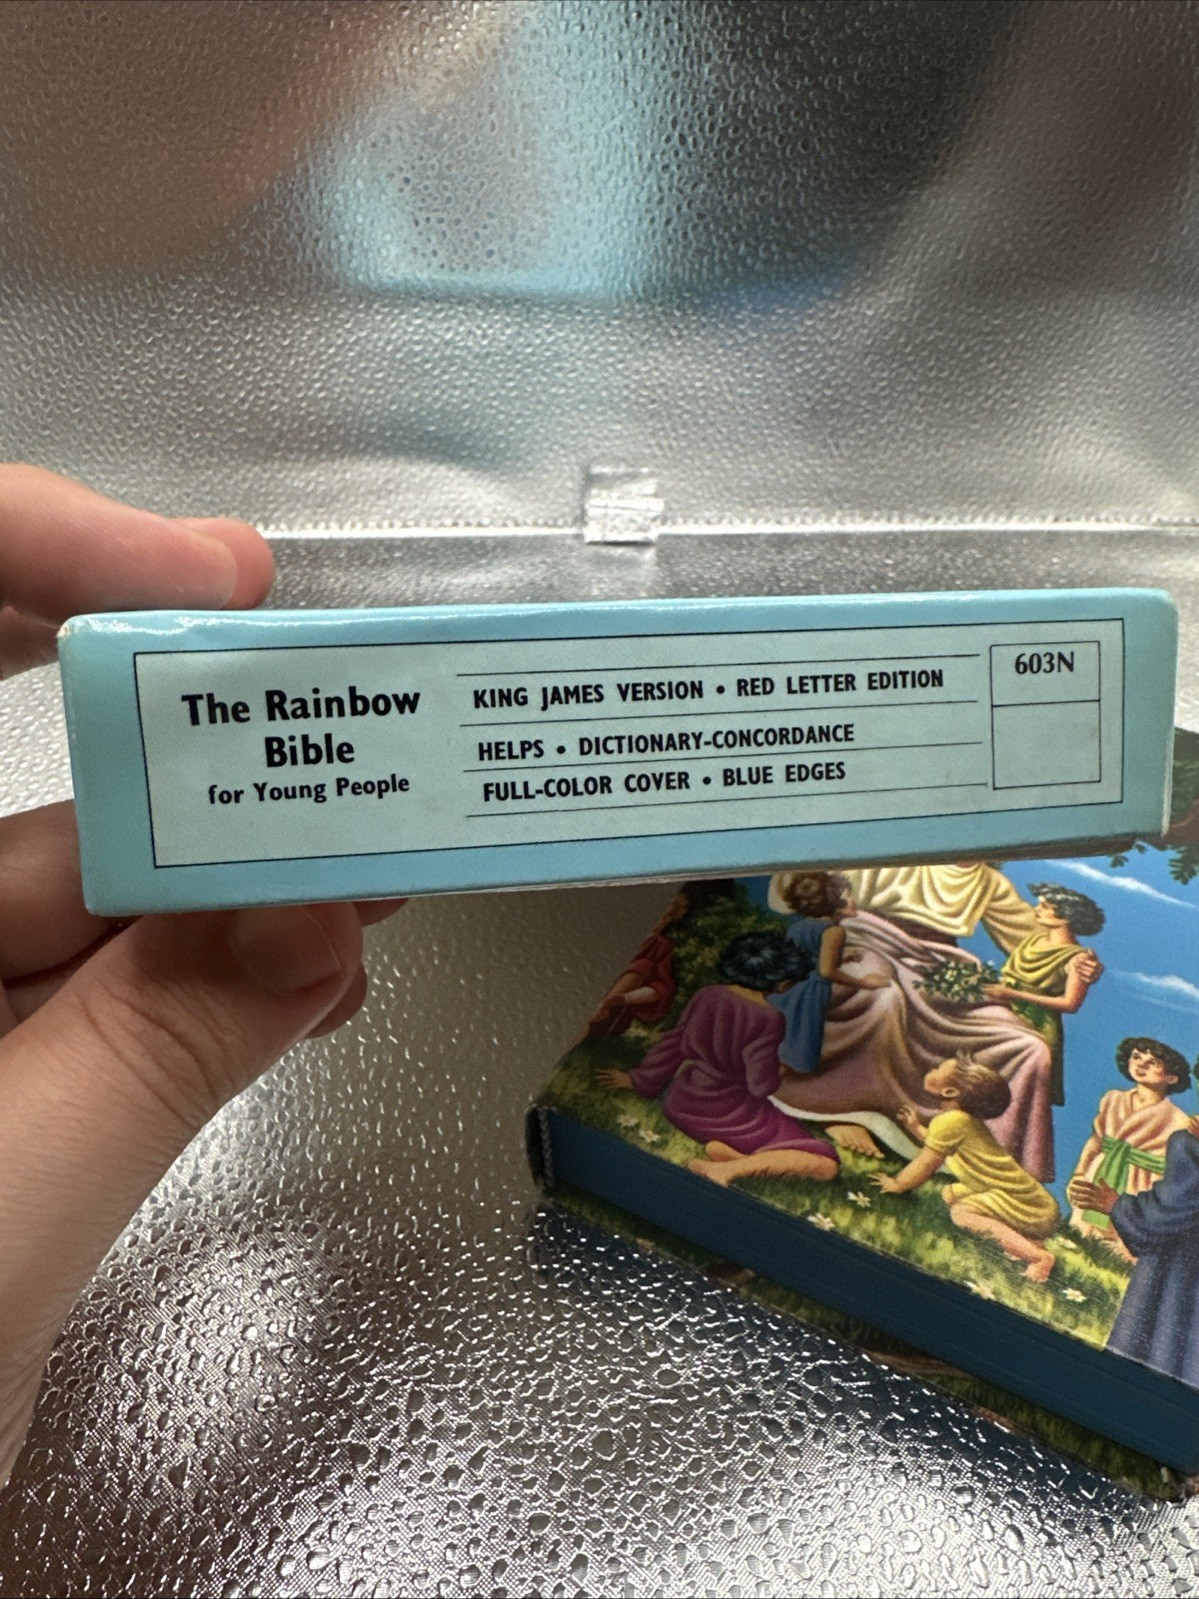 The Rainbow
Bible
for Young People
KING JAMES VERSION • RED LETTER EDITION
HELPS • DICTIONARY-CONCORDANCE
FULL-COLOR COVER • BLUE EDGES
603N